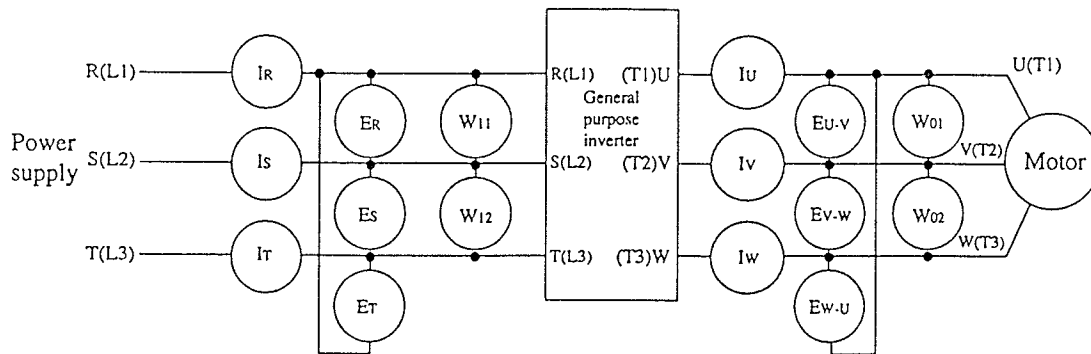 Power
supply
R(L1)
S(L2)
T(L3)
IR
IS
IT
ER
ES
ET
W11
W12
R(L1) (T1)U
General
purpose
inverter
S(L2) (T2)V
T(L3) (T3)W
IU
IV
IW
EU-V
EV-W
EW-U
W01
W02
U(T1)
V(T2)
W(T3)
Motor